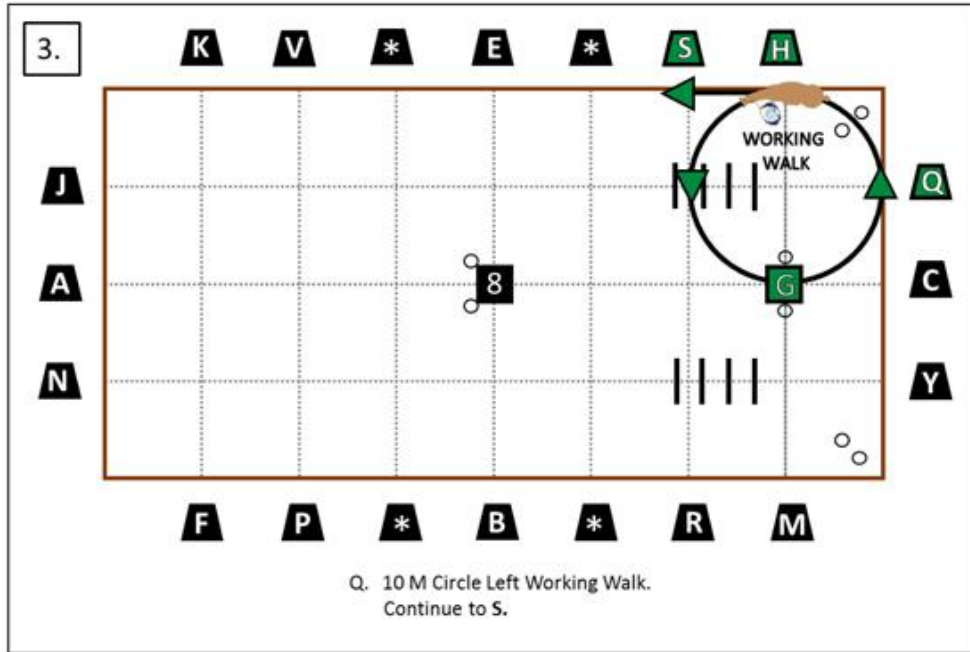 3.
K V * E * S H
WORKING
WALK
J Q
A 8 G C
N Y
F P * B * R M
Q. 10 M Circle Left Working Walk.
Continue to S.